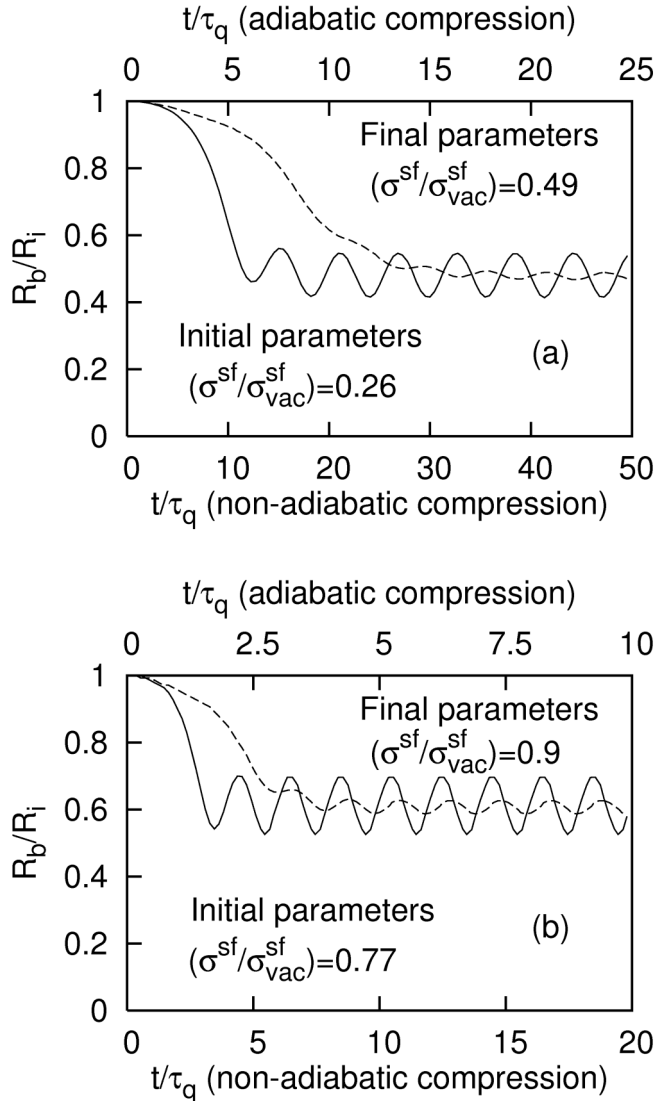 t/τq (adiabatic compression)
0 5 10 15 20 25
1
Final parameters
(σ^sf/σ^sf_vac)=0.49
0.8
0.6
Rb/Ri
0.4
Initial parameters
(σ^sf/σ^sf_vac)=0.26
(a)
0.2
0
0 10 20 30 40 50
t/τq (non-adiabatic compression)
t/τq (adiabatic compression)
0 2.5 5 7.5 10
1
Final parameters
(σ^sf/σ^sf_vac)=0.9
0.8
0.6
Rb/Ri
0.4
Initial parameters
(σ^sf/σ^sf_vac)=0.77
(b)
0.2
0
0 5 10 15 20
t/τq (non-adiabatic compression)